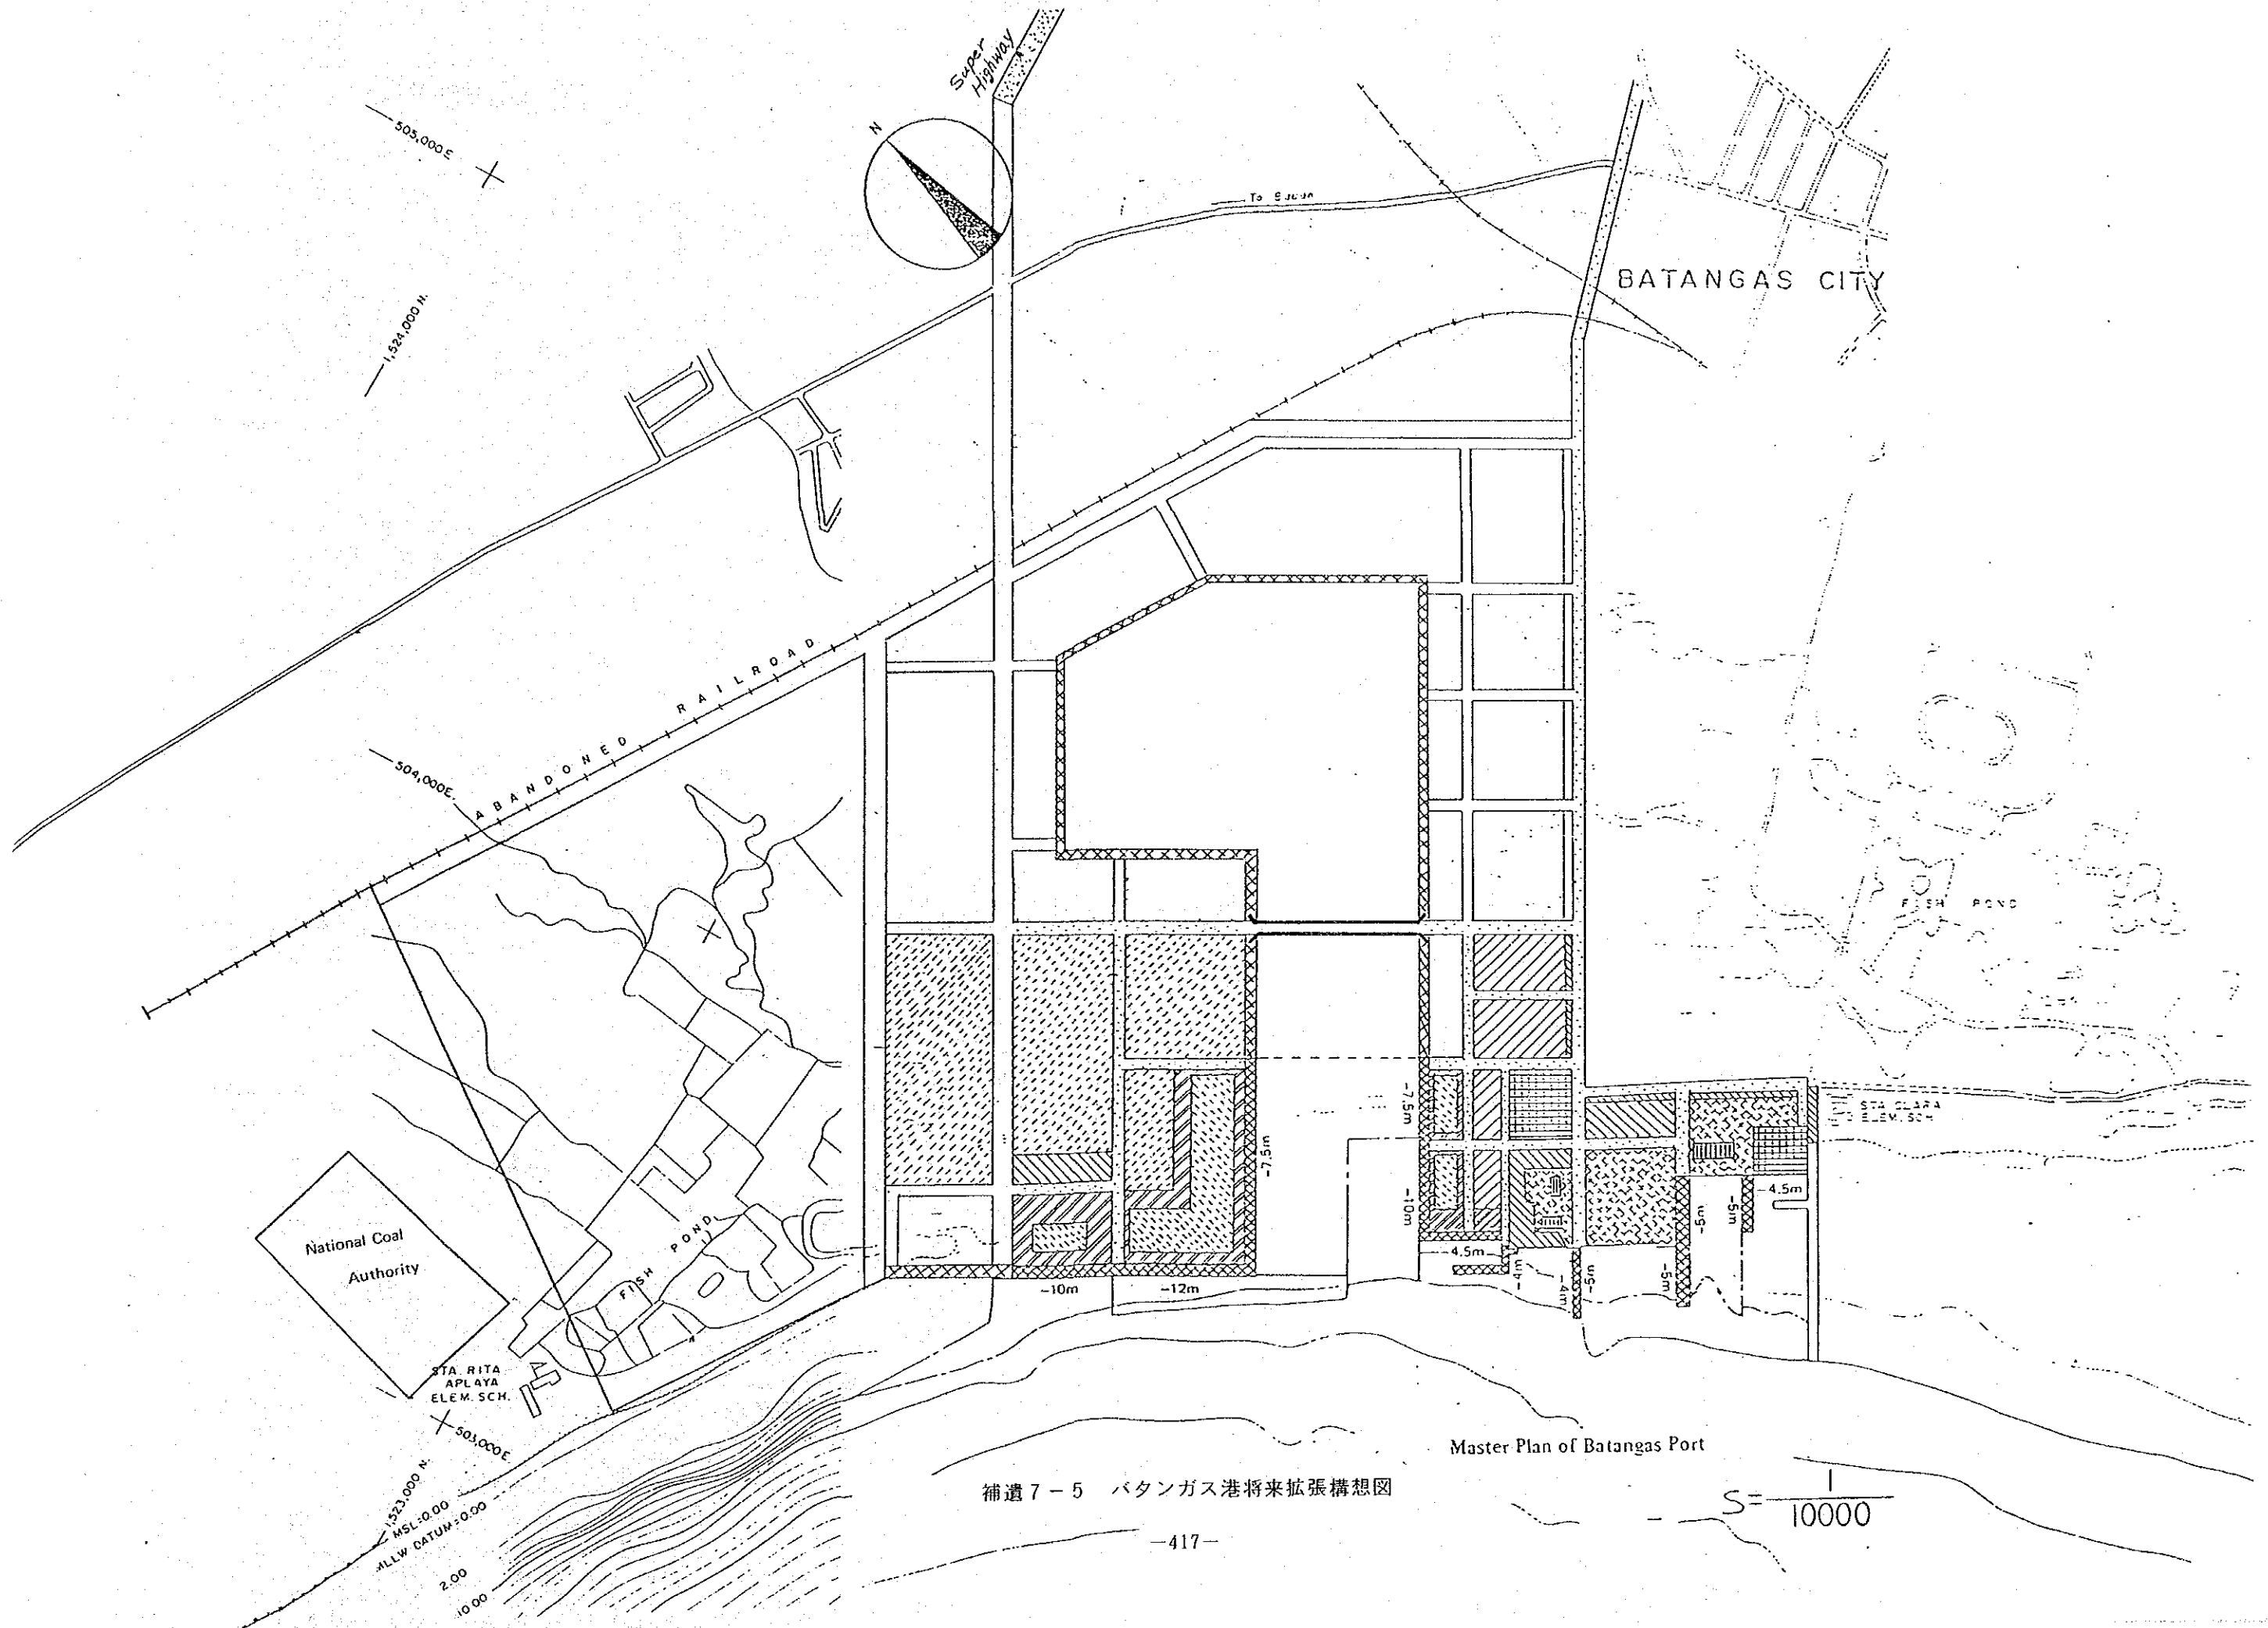 Super
Highway
N
505,000 E
1,524,000 N.
To
BATANGAS CITY
ABANDONED RAILROAD
504,000E.
FISH POND
STA. CLARA
ELEM. SCH.
-7.5m
-7.5m
-10m
-4.5m
-5m
-5m
4.5m
-4m
-4m
-5m
-5m
-10m
-12m
National Coal
Authority
FISH POND
STA. RITA
APLAYA
ELEM. SCH.
503,000E
1,523,000 N.
MSL=0.00
MLLW DATUM=0.00
2.00
10.00
Master Plan of Batangas Port
補遺7-5 バタンガス港将来拡張構想図
S=1/10000
-417-